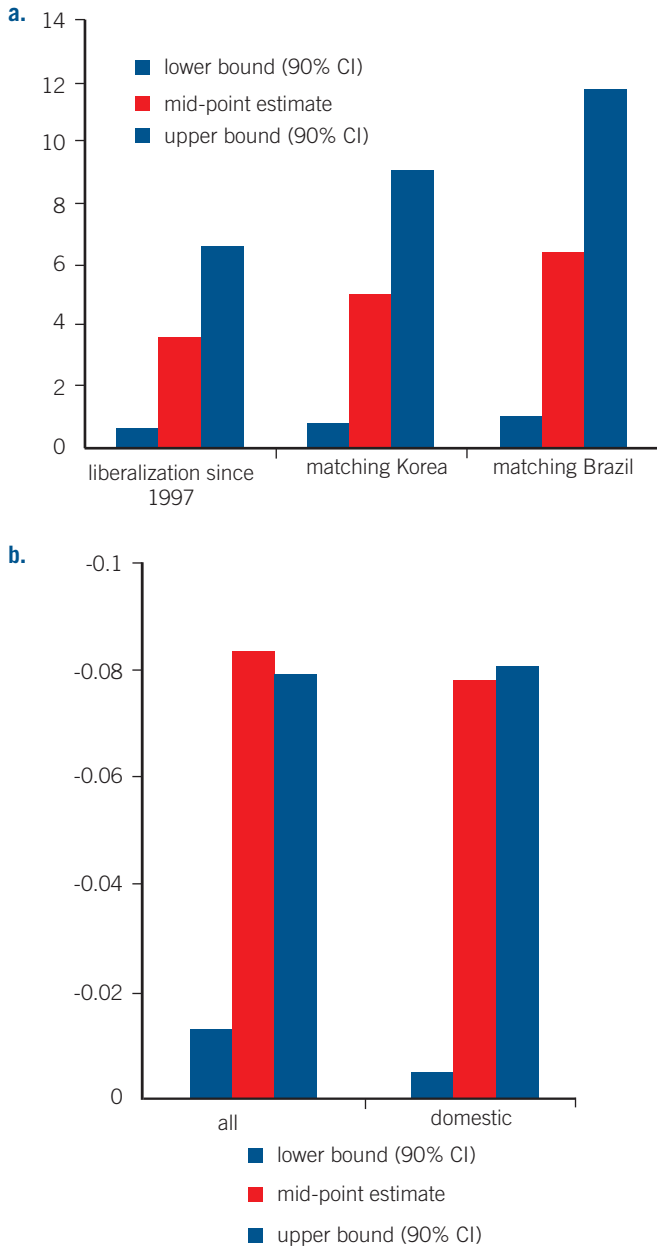 a.
14
12
10
8
6
4
2
0
lower bound (90% CI)
mid-point estimate
upper bound (90% CI)
liberalization since
1997
matching Korea
matching Brazil
b.
-0.1
-0.08
-0.06
-0.04
-0.02
0
all
domestic
lower bound (90% CI)
mid-point estimate
upper bound (90% CI)